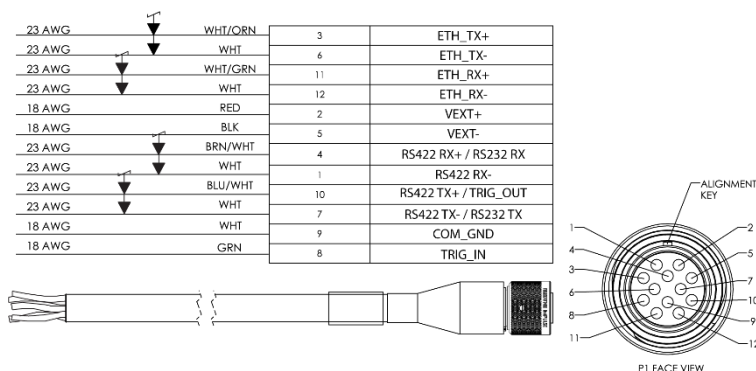 23 AWG WHT/ORN 3 ETH_TX+
23 AWG WHT 6 ETH_TX-
23 AWG WHT/GRN 11 ETH_RX+
23 AWG WHT 12 ETH_RX-
18 AWG RED 2 VEXT+
18 AWG BLK 5 VEXT-
23 AWG BRN/WHT 4 RS422 RX+ / RS232 RX
23 AWG WHT 1 RS422 RX-
23 AWG BLU/WHT 10 RS422 TX+ / TRIG_OUT
23 AWG WHT 7 RS422 TX- / RS232 TX
18 AWG WHT 9 COM_GND
18 AWG GRN 8 TRIG_IN
ALIGNMENT
KEY
1 2
4 5
3
6 7
8 10
9
11 12
P1 FACE VIEW